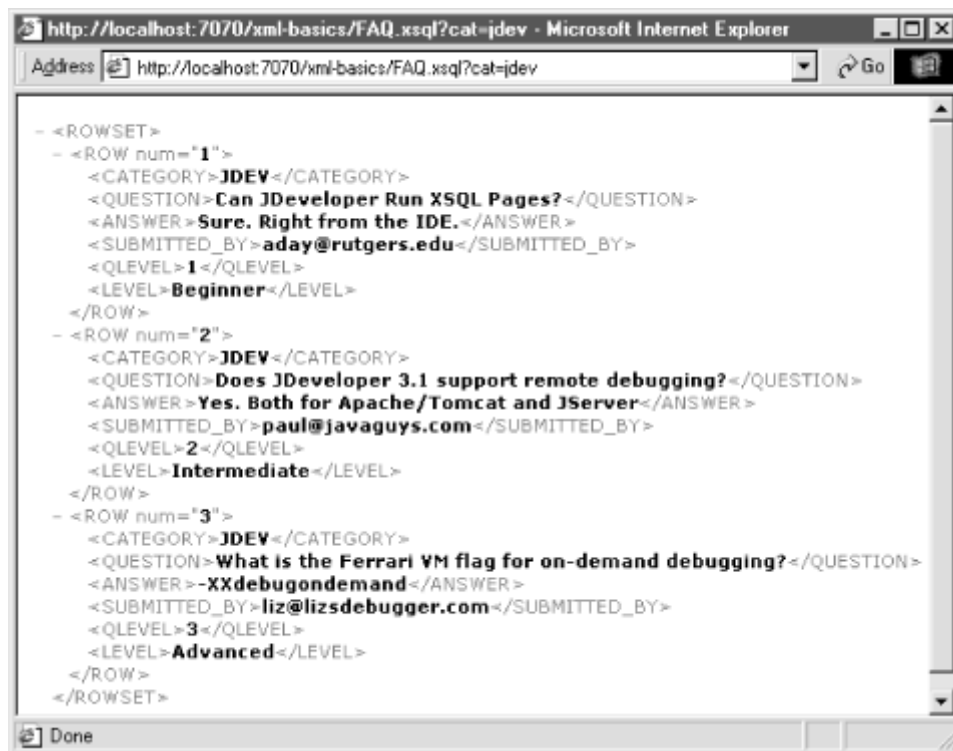 http://localhost:7070/xml-basics/FAQ.xsql?cat=jdev - Microsoft Internet Explorer
Address http://localhost:7070/xml-basics/FAQ.xsql?cat=jdev Go
- <ROWSET>
- <ROW num="1">
<CATEGORY>JDEV</CATEGORY>
<QUESTION>Can JDeveloper Run XSQL Pages?</QUESTION>
<ANSWER>Sure. Right from the IDE.</ANSWER>
<SUBMITTED_BY>aday@rutgers.edu</SUBMITTED_BY>
<QLEVEL>1</QLEVEL>
<LEVEL>Beginner</LEVEL>
</ROW>
- <ROW num="2">
<CATEGORY>JDEV</CATEGORY>
<QUESTION>Does JDeveloper 3.1 support remote debugging?</QUESTION>
<ANSWER>Yes. Both for Apache/Tomcat and JServer</ANSWER>
<SUBMITTED_BY>paul@javaguys.com</SUBMITTED_BY>
<QLEVEL>2</QLEVEL>
<LEVEL>Intermediate</LEVEL>
</ROW>
- <ROW num="3">
<CATEGORY>JDEV</CATEGORY>
<QUESTION>What is the Ferrari VM flag for on-demand debugging?</QUESTION>
<ANSWER>-XXdebugondemand</ANSWER>
<SUBMITTED_BY>liz@lizsdebugger.com</SUBMITTED_BY>
<QLEVEL>3</QLEVEL>
<LEVEL>Advanced</LEVEL>
</ROW>
</ROWSET>
Done